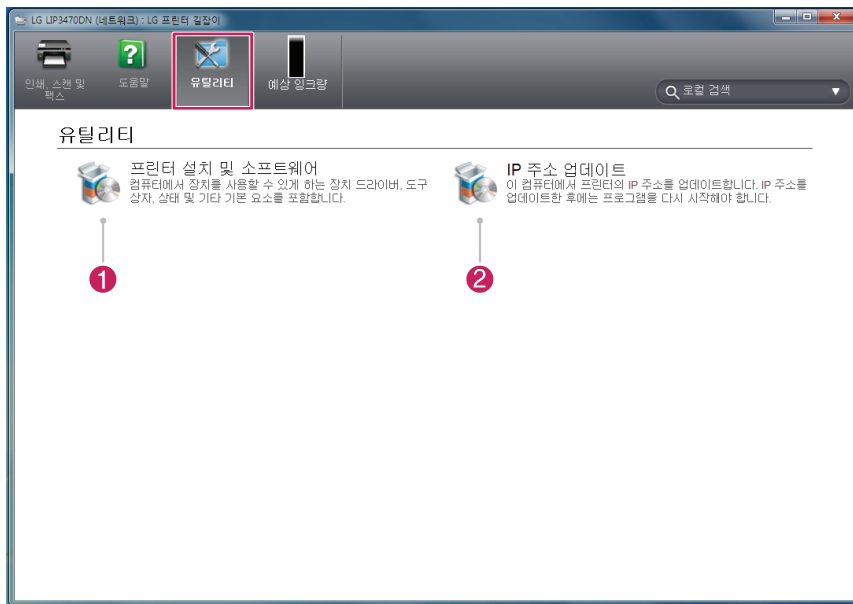 LG LIP3470DN (네트워크) : LG 프린터 길잡이
인쇄, 스캔 및
팩스
도움말
유틸리티
예상 잉크량
로컬 검색
유틸리티
프린터 설치 및 소프트웨어
컴퓨터에서 장치를 사용할 수 있게 하는 장치 드라이버, 도구
상자, 상태 및 기타 기본 요소를 포함합니다.
IP 주소 업데이트
이 컴퓨터에서 프린터의 IP 주소를 업데이트합니다. IP 주소를
업데이트한 후에는 프로그램을 다시 시작해야 합니다.
1
2